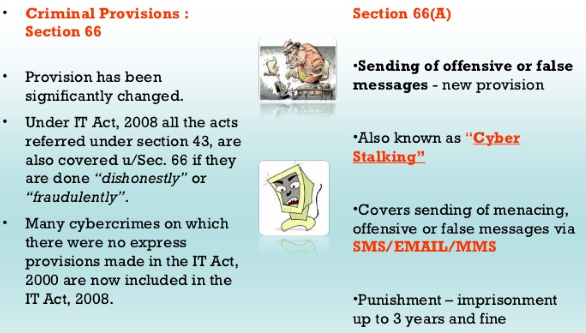 • Criminal Provisions :
Section 66
• Provision has been
significantly changed.
• Under IT Act, 2008 all the acts
referred under section 43, are
also covered u/Sec. 66 if they
are done “dishonestly” or
“fraudulently”.
• Many cybercrimes on which
there were no express
provisions made in the IT Act,
2000 are now included in the
IT Act, 2008.
Section 66(A)
•Sending of offensive or false
messages - new provision
•Also known as “Cyber
Stalking”
•Covers sending of menacing,
offensive or false messages via
SMS/EMAIL/MMS
•Punishment – imprisonment
up to 3 years and fine